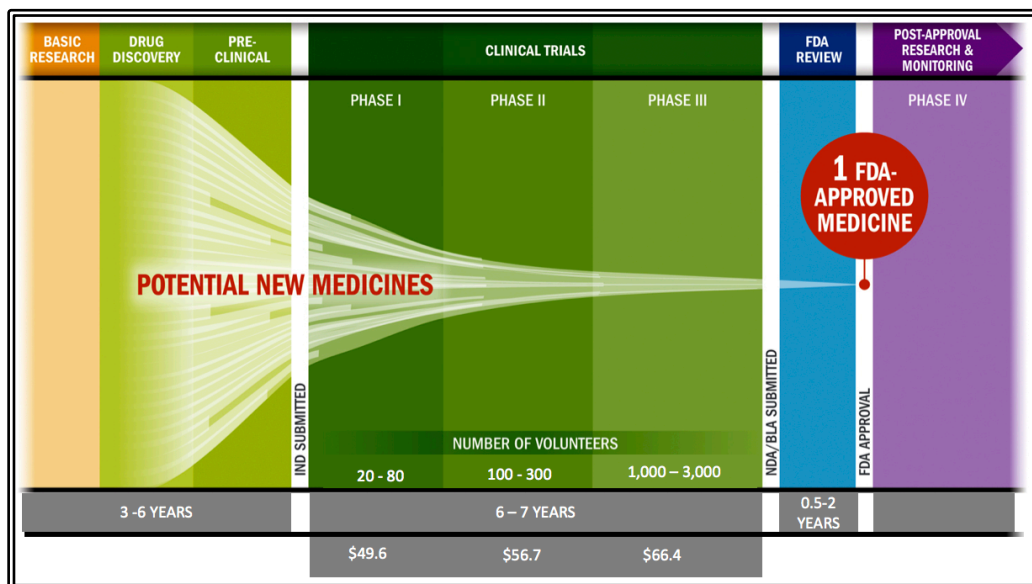 BASIC
RESEARCH
DRUG
DISCOVERY
PRE-
CLINICAL
CLINICAL TRIALS
FDA
REVIEW
POST-APPROVAL
RESEARCH &
MONITORING
PHASE I
PHASE II
PHASE III
PHASE IV
1 FDA-
APPROVED
MEDICINE
POTENTIAL NEW MEDICINES
IND SUBMITTED
NDA/BLA SUBMITTED
FDA APPROVAL
NUMBER OF VOLUNTEERS
20 - 80
100 - 300
1,000 – 3,000
3 -6 YEARS
6 – 7 YEARS
0.5-2
YEARS
$49.6
$56.7
$66.4